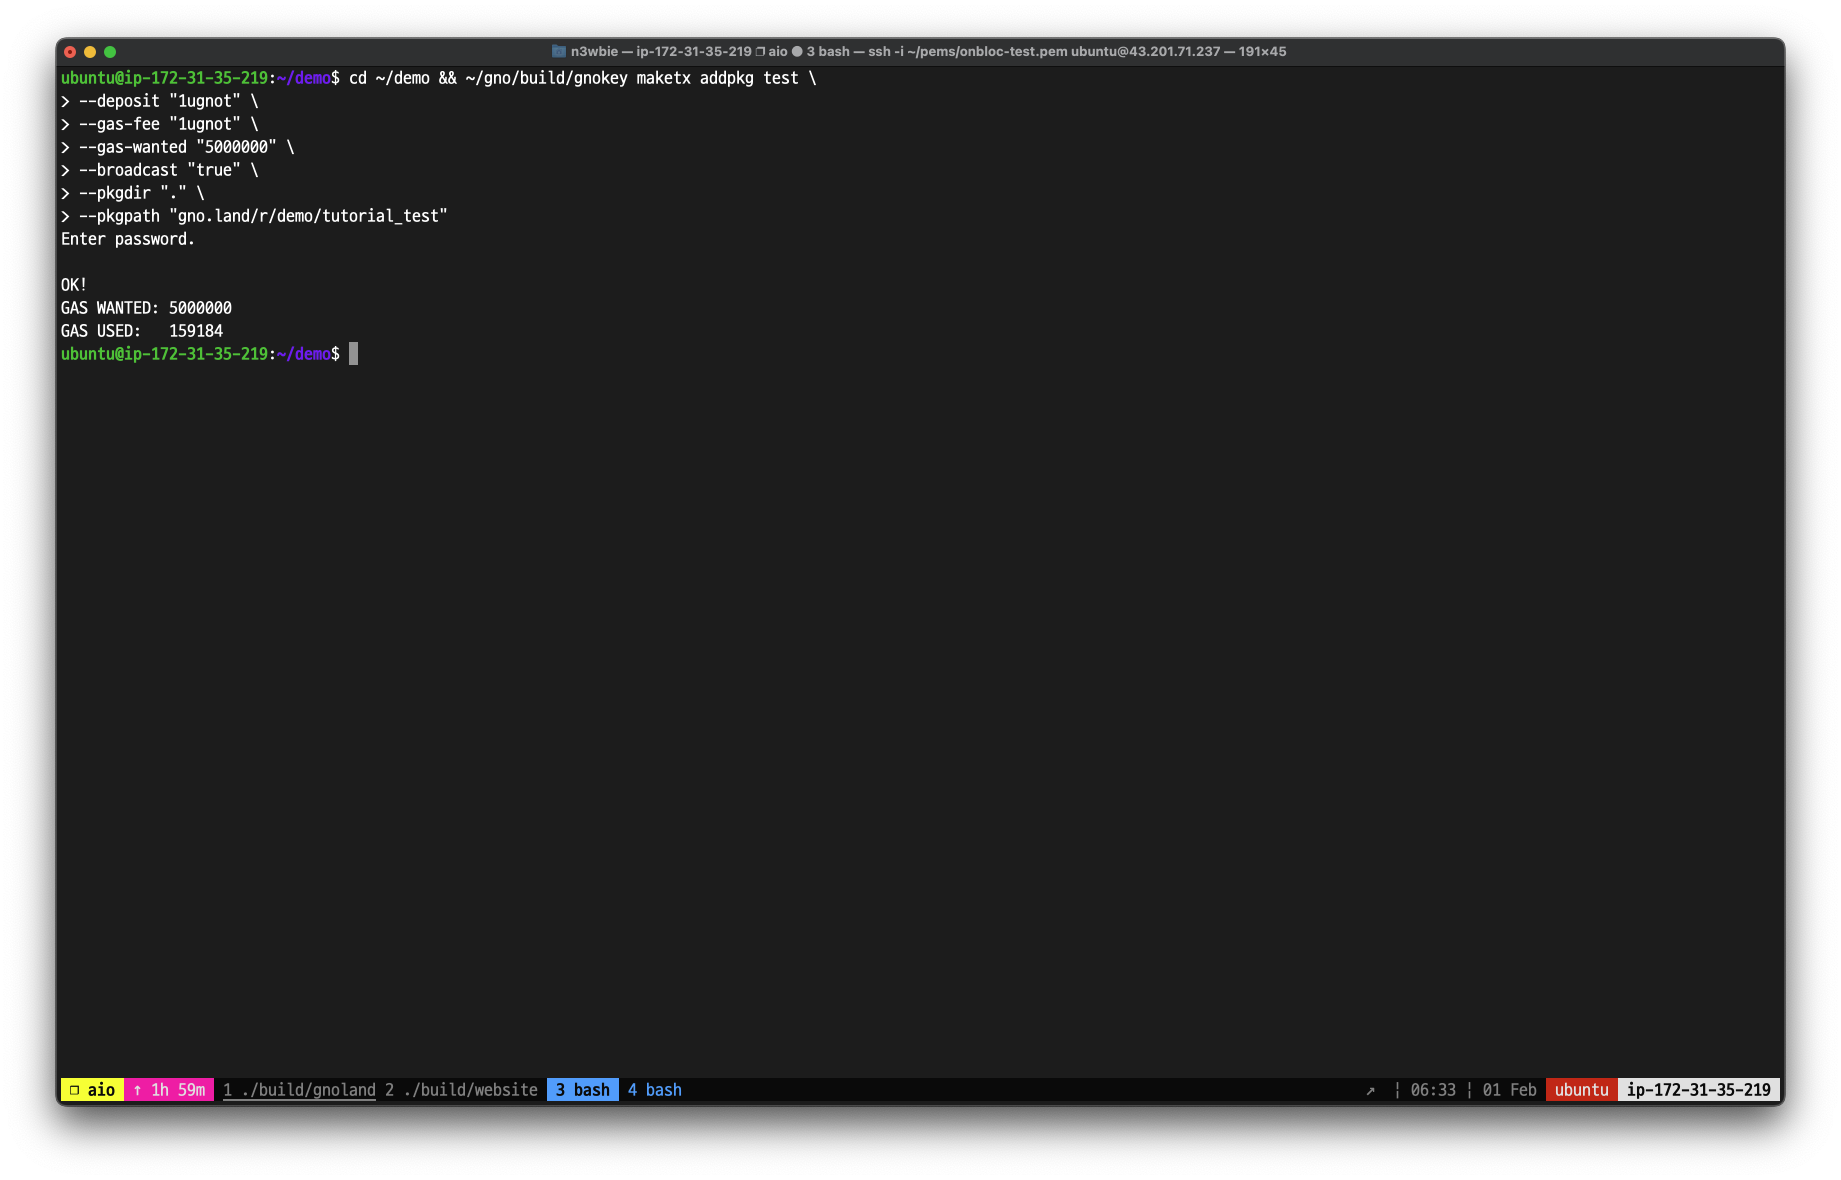 n3wbie — ip-172-31-35-219 ❐ aio ● 3 bash — ssh -i ~/pems/onbloc-test.pem ubuntu@43.201.71.237 — 191×45
ubuntu@ip-172-31-35-219:~/demo$ cd ~/demo && ~/gno/build/gnokey maketx addpkg test \
> --deposit "1ugnot" \
> --gas-fee "1ugnot" \
> --gas-wanted "5000000" \
> --broadcast "true" \
> --pkgdir "." \
> --pkgpath "gno.land/r/demo/tutorial_test"
Enter password.
OK!
GAS WANTED: 5000000
GAS USED:   159184
ubuntu@ip-172-31-35-219:~/demo$
❐ aio ↑ 1h 59m 1 ./build/gnoland 2 ./build/website 3 bash 4 bash ↗ ¦ 06:33 ¦ 01 Feb ubuntu ip-172-31-35-219